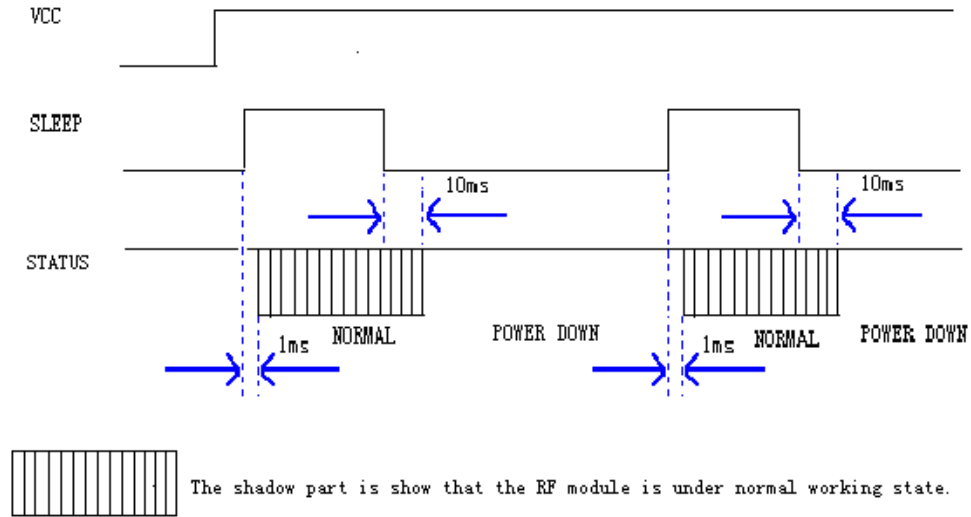 VCC
SLEEP
10ms 10ms
STATUS
NORMAL POWER DOWN NORMAL POWER DOWN
1ms 1ms
The shadow part is show that the RF module is under normal working state.